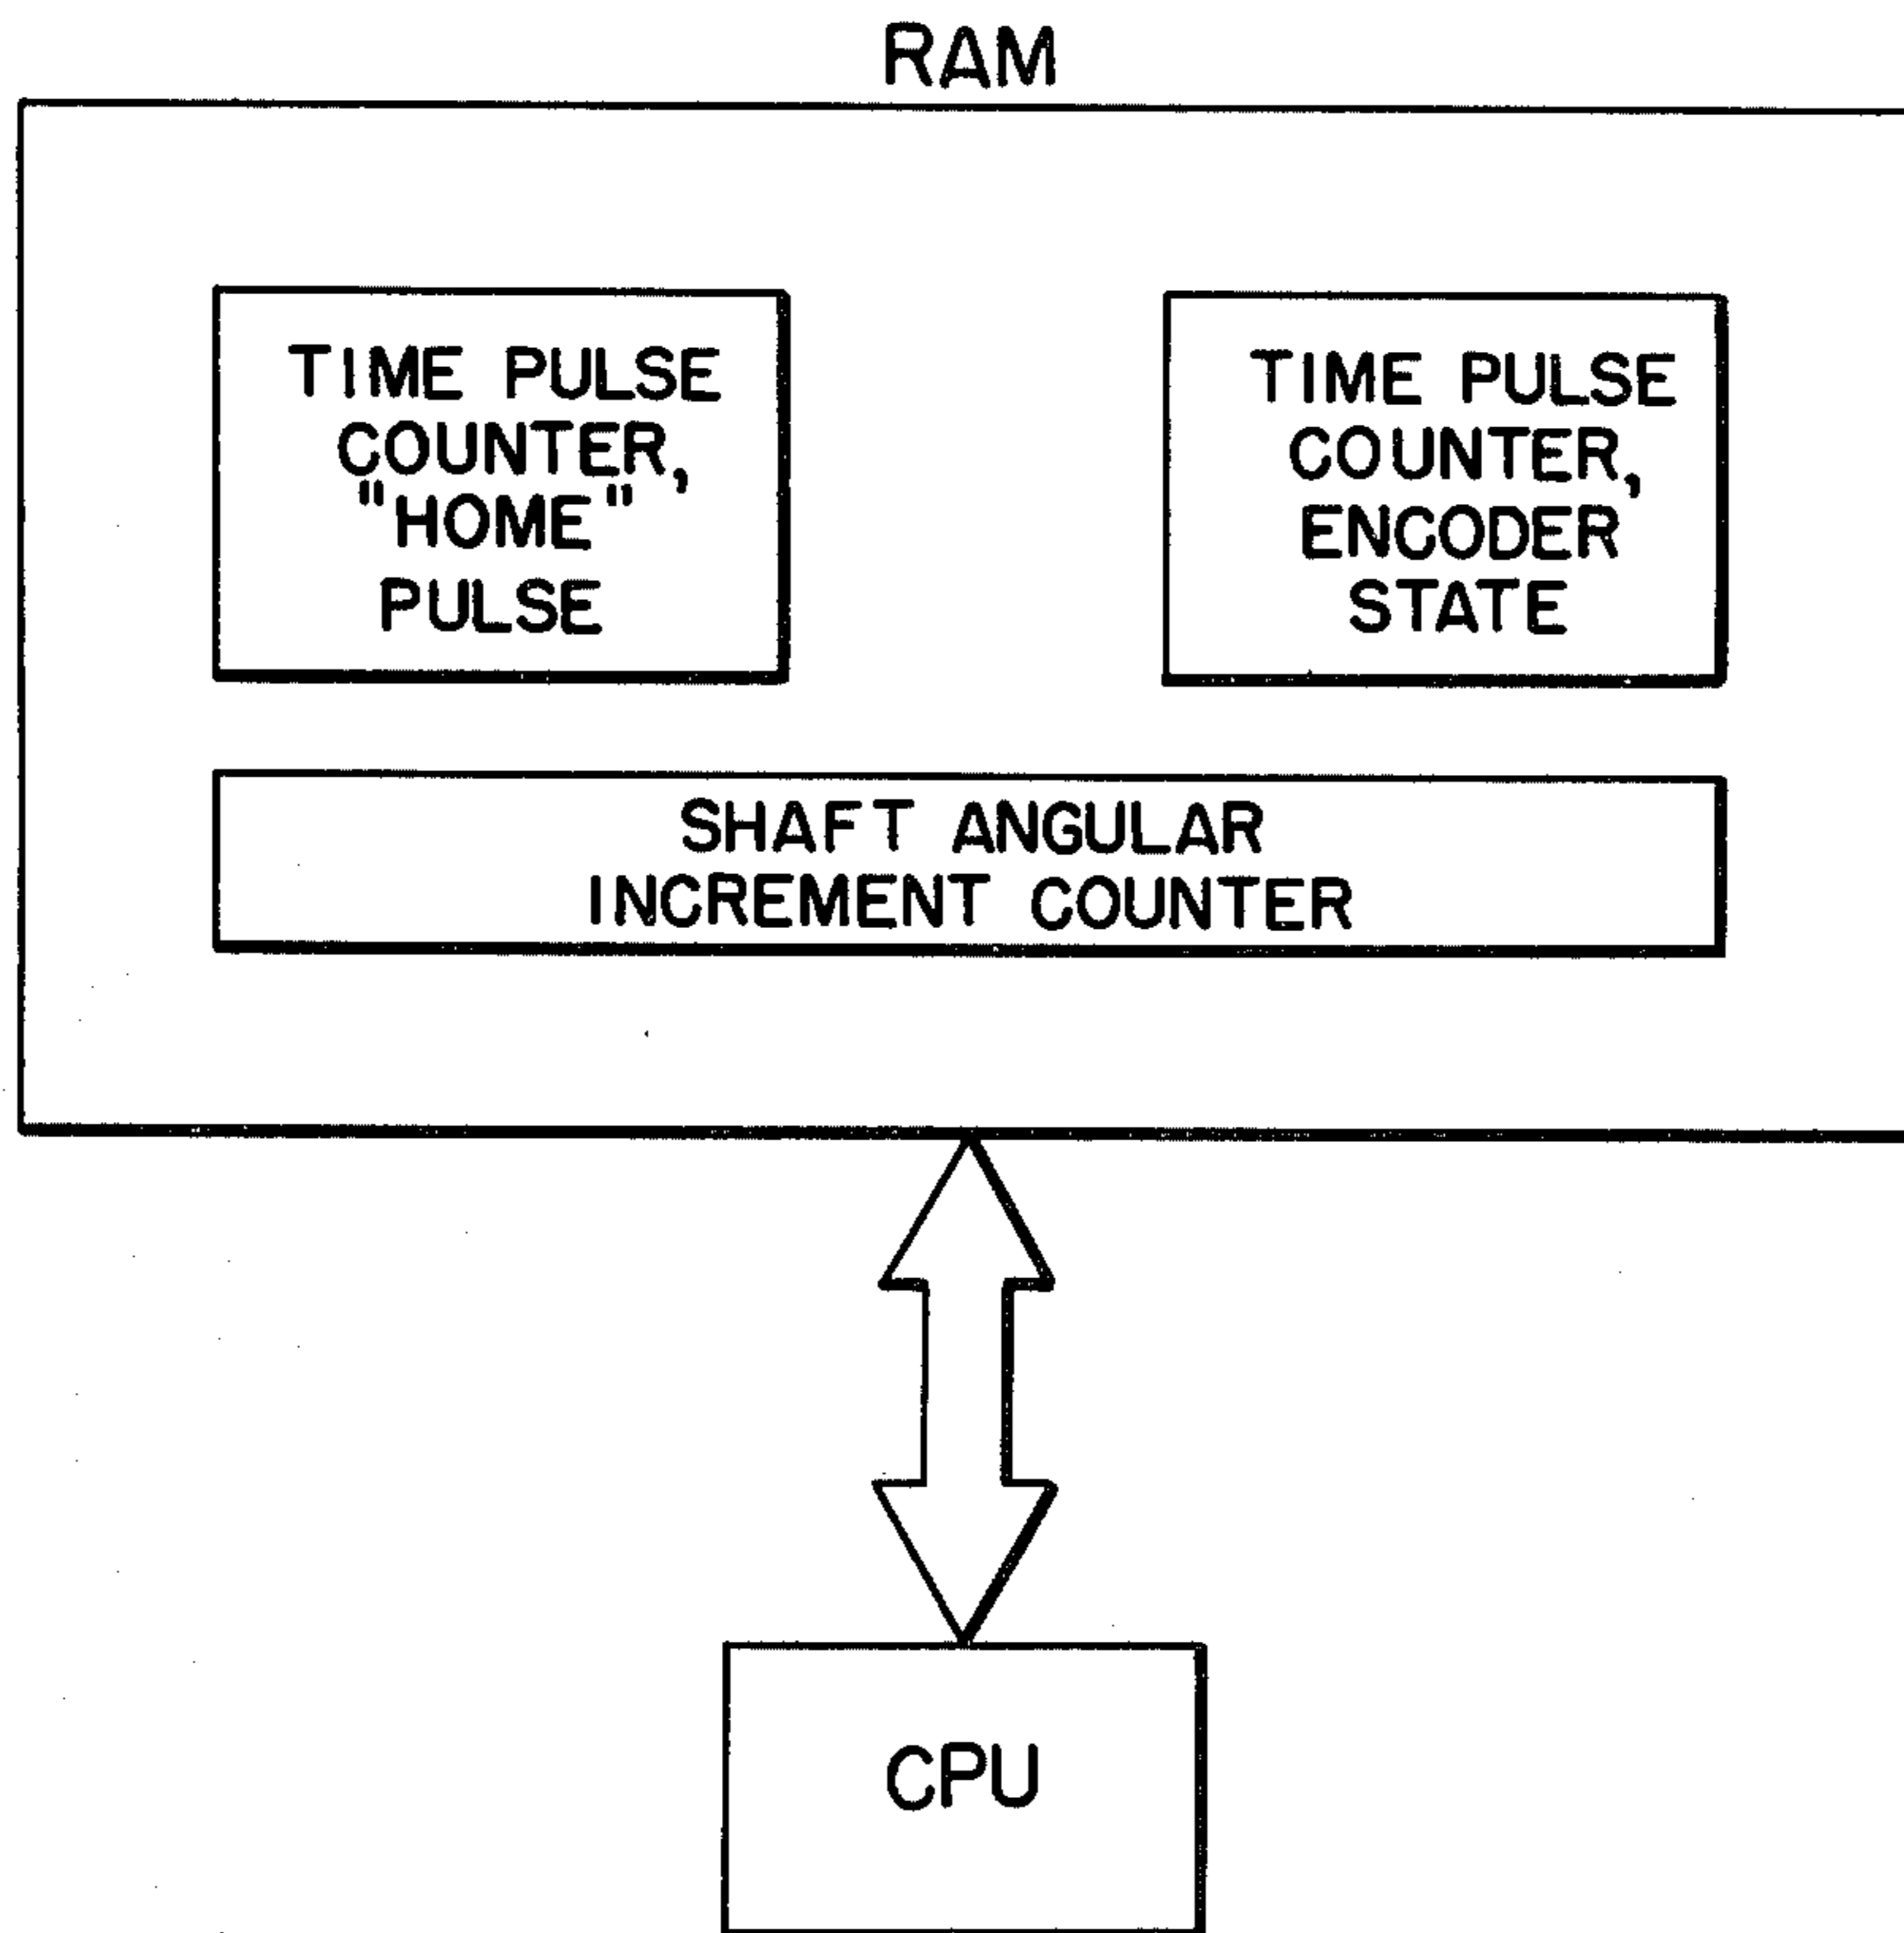 RAM
TIME PULSE
COUNTER,
"HOME"
PULSE
TIME PULSE
COUNTER,
ENCODER
STATE
SHAFT ANGULAR
INCREMENT COUNTER
CPU